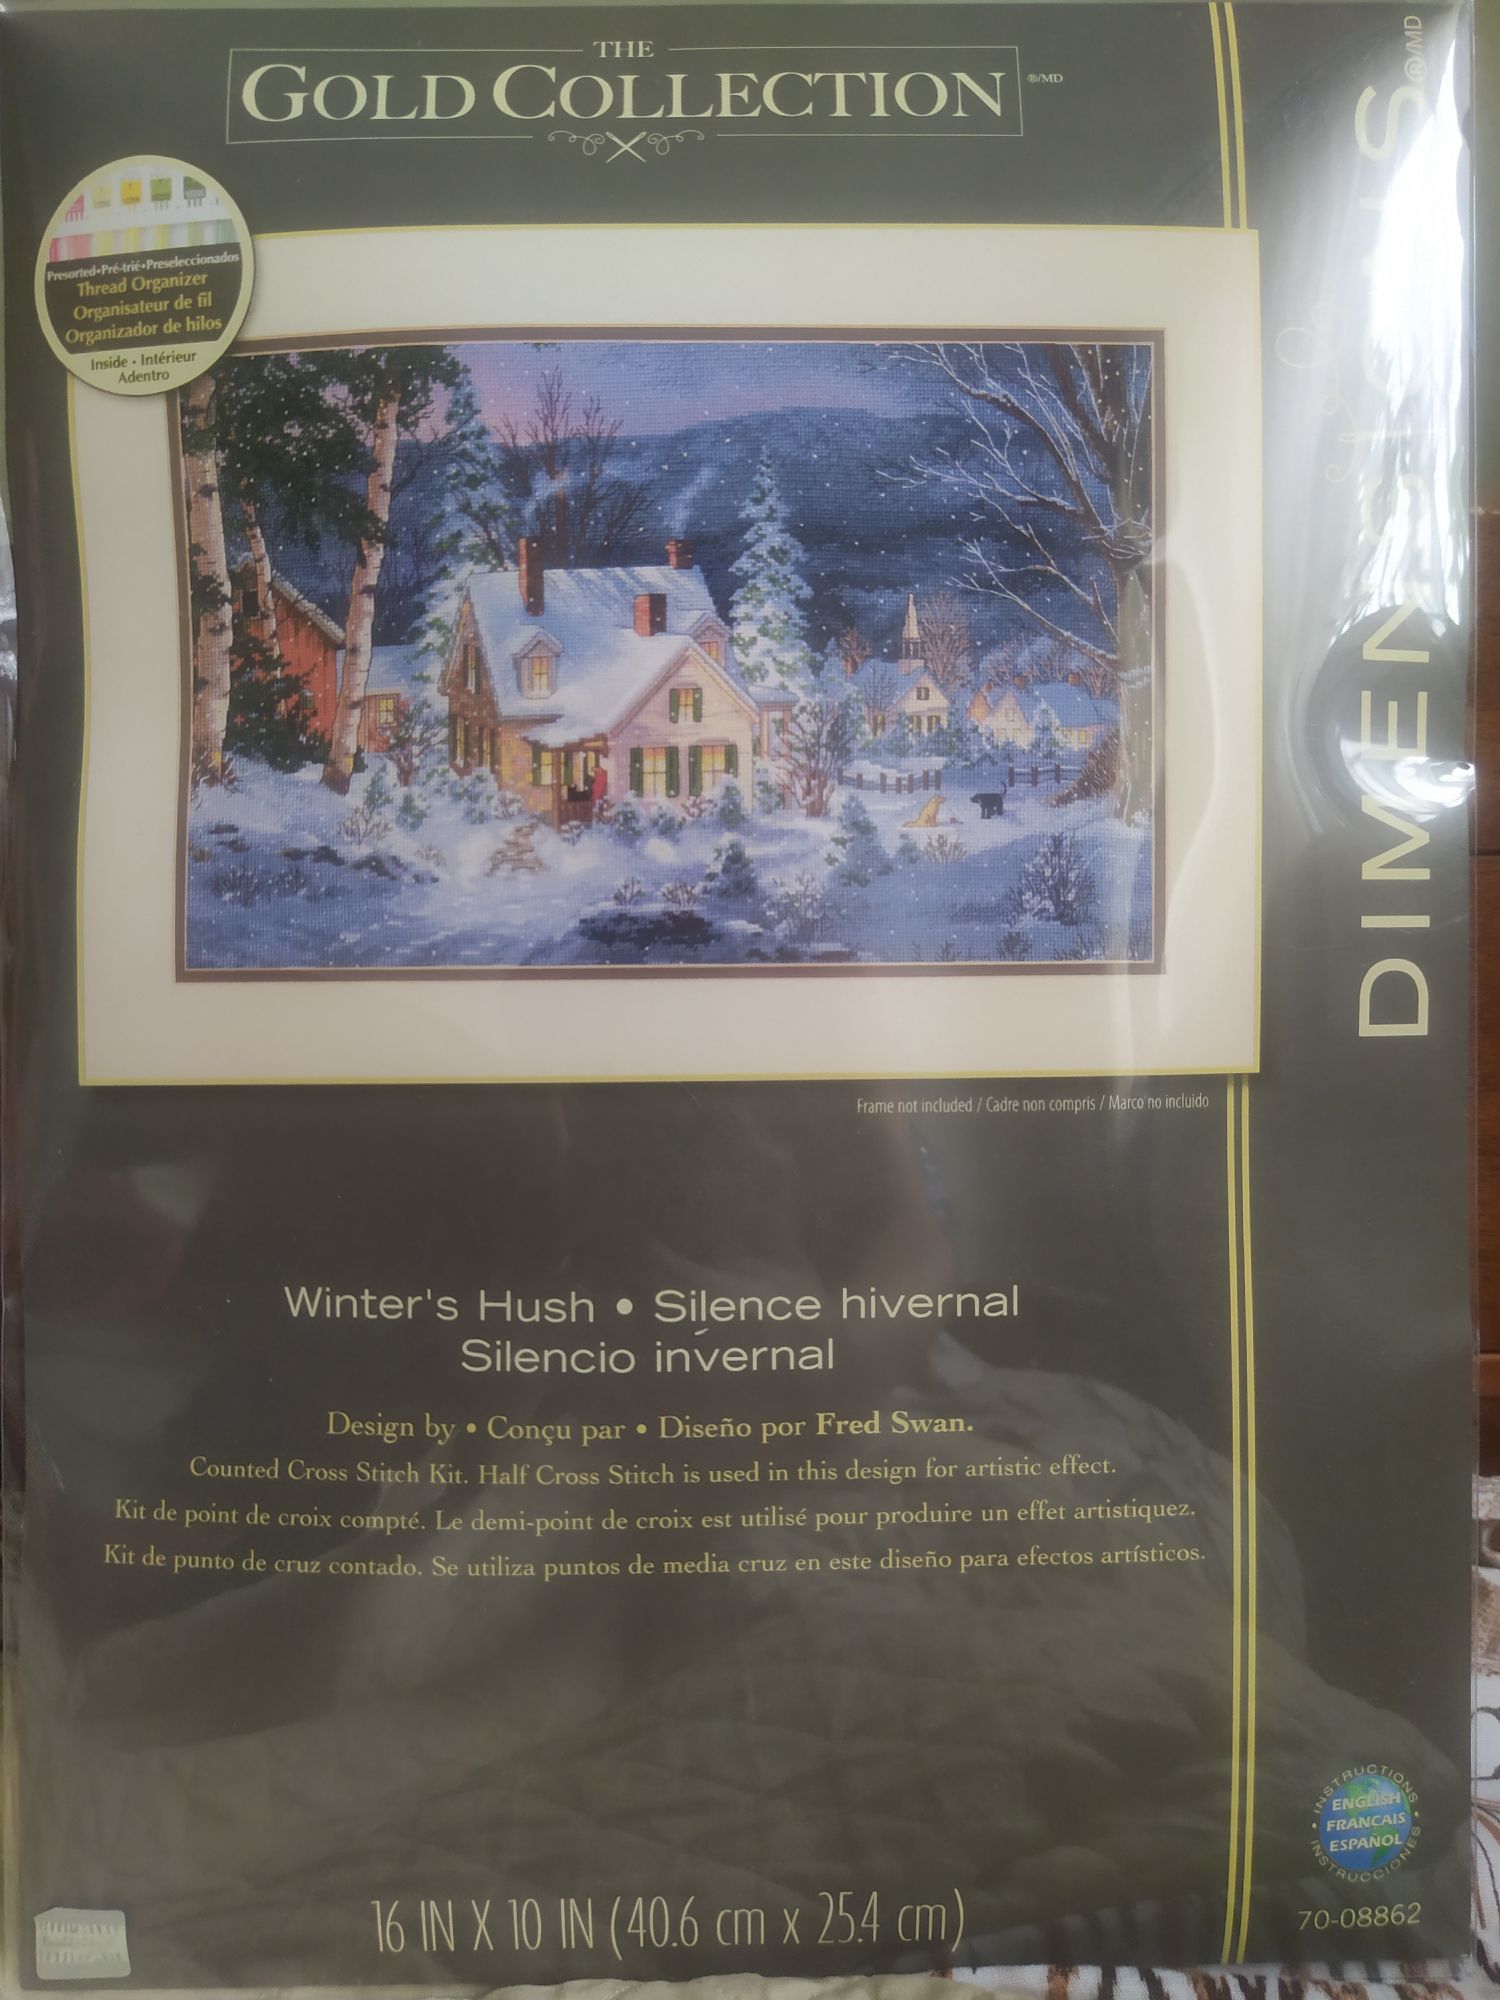 THE
GOLD COLLECTION ®/MD
Presorted•Pré-trié•Preseleccionados
Thread Organizer
Organisateur de fil
Organizador de hilos
Inside • Intérieur
Adentro
DIMENSIONS ®/MD
Frame not included / Cadre non compris / Marco no incluido
Winter's Hush • Silence hivernal
Silencio invernal
Design by • Conçu par • Diseño por Fred Swan.
Counted Cross Stitch Kit. Half Cross Stitch is used in this design for artistic effect.
Kit de point de croix compté. Le demi-point de croix est utilisé pour produire un effet artistiquez.
Kit de punto de cruz contado. Se utiliza puntos de media cruz en este diseño para efectos artísticos.
INSTRUCTIONS
ENGLISH
FRANÇAIS
ESPAÑOL
INSTRUCCIONES
70-08862
16 IN X 10 IN (40.6 cm x 25.4 cm)